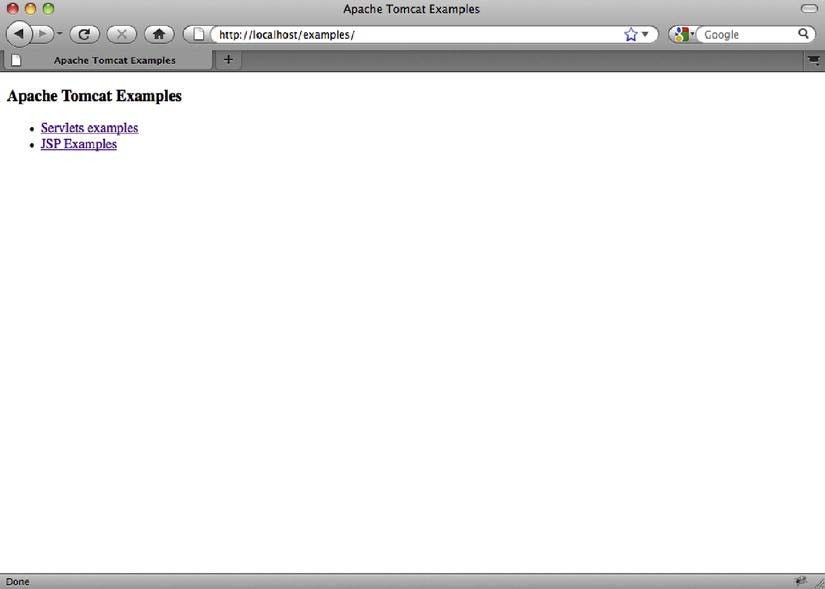 Apache Tomcat Examples
http://localhost/examples/
Google
Apache Tomcat Examples
Apache Tomcat Examples
Servlets examples
JSP Examples
Done